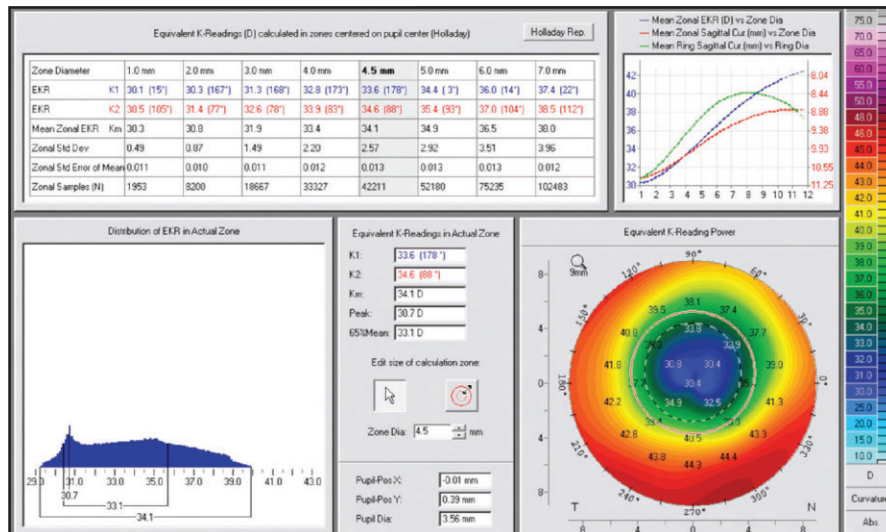 Equivalent K-Readings (D) calculated in zones centered on pupil center (Holladay)
Holladay Rep.
Zone Diameter 1.0 mm 2.0 mm 3.0 mm 4.0 mm 4.5 mm 5.0 mm 6.0 mm 7.0 mm
EKR K1 30.1 (15°) 30.3 (167°) 31.3 (168°) 32.8 (173°) 33.6 (178°) 34.4 ( 3°) 36.0 (14°) 37.4 (22°)
EKR K2 30.5 (105°) 31.4 (77°) 32.6 (78°) 33.9 (83°) 34.6 (88°) 35.4 (93°) 37.0 (104°) 38.5 (112°)
Mean Zonal EKR Km 30.3 30.8 31.9 33.4 34.1 34.9 36.5 38.0
Zonal Std Dev 0.49 0.87 1.49 2.20 2.57 2.92 3.51 3.96
Zonal Std Error of Mean 0.011 0.010 0.011 0.012 0.013 0.013 0.013 0.012
Zonal Samples (N) 1953 8200 18667 33327 42211 52180 75235 102483
Mean Zonal EKR (D) vs Zone Dia
Mean Zonal Sagittal Cur.(mm) vs Zone Dia
Mean Ring Sagittal Cur.(mm) vs Ring Dia
42 8.04
40 8.44
38 8.88
36 9.38
34 9.93
32 10.55
30 11.25
1 2 3 4 5 6 7 8 9 10 11 12
Distribution of EKR in Actual Zone
29.0 31.0 33.0 35.0 37.0 39.0 41.0 43.0
30.7
33.1
34.1
Equivalent K-Readings in Actual Zone
K1: 33.6 (178 °)
K2: 34.6 (88 °)
Km: 34.1 D
Peak: 30.7 D
65%Mean: 33.1 D
Edit size of calculation zone:
Zone Dia: 4.5 mm
Pupil-Pos X: -0.01 mm
Pupil-Pos Y: 0.39 mm
Pupil Dia: 3.56 mm
Equivalent K-Reading Power
9mm
90°
120° 60°
150° 30°
180° 0°
210° 330°
240° 300°
270°
8
4
0
4
8
38.1
39.5 37.4
40.8 33.8 37.7
33.9
41.8 30.8 30.4 39.0
37.7 30.4
42.2 34.9 32.5 41.3
42.8 40.5 43.3
43.8 44.4
44.3
T N
8 4 0 4 8
75.0
70.0
65.0
60.0
55.0
50.0
48.0
47.0
46.0
45.0
44.0
43.0
42.0
41.0
40.0
39.0
38.0
37.0
36.0
35.0
34.0
33.0
32.0
31.0
30.0
25.0
20.0
15.0
10.0
D
Curvature
Abs